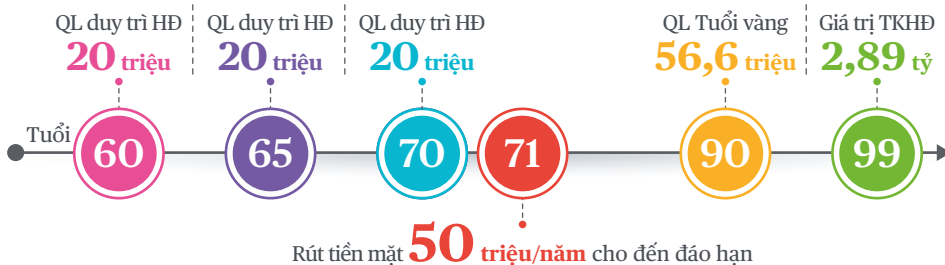 QL duy trì HĐ
20 triệu
QL duy trì HĐ
20 triệu
QL duy trì HĐ
20 triệu
QL Tuổi vàng
56,6 triệu
Giá trị TKHĐ
2,89 tỷ
Tuổi
60
65
70
71
90
99
Rút tiền mặt 50 triệu/năm cho đến đáo hạn